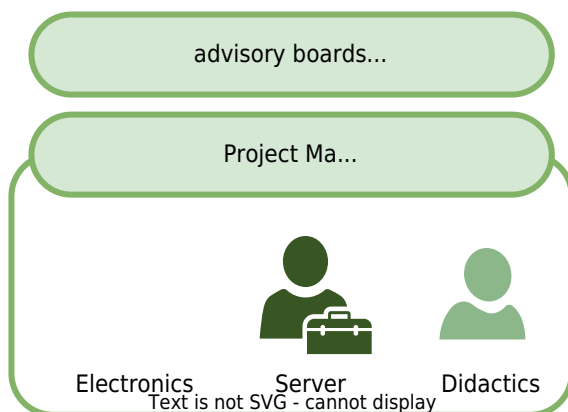 advisory boards...
Project Ma...
Electronics Server Didactics
Text is not SVG - cannot display